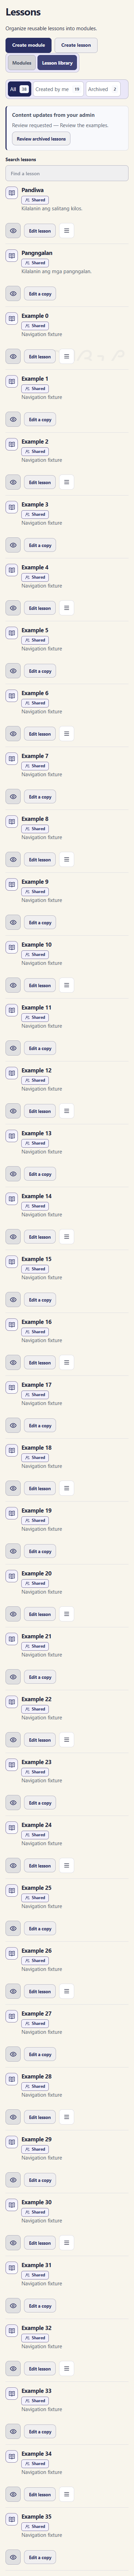 Lessons
Organize reusable lessons into modules.
Create module
Create lesson
Modules
Lesson library
All 38
Created by me 19
Archived 2
Content updates from your admin
Review requested — Review the examples.
Review archived lessons
Search lessons
Find a lesson
Pandiwa
Shared
Kilalanin ang salitang kilos.
Edit lesson
Pangngalan
Shared
Kilalanin ang mga pangngalan.
Edit a copy
Example 0
Shared
Navigation fixture
Edit lesson
Example 1
Shared
Navigation fixture
Edit a copy
Example 2
Shared
Navigation fixture
Edit lesson
Example 3
Shared
Navigation fixture
Edit a copy
Example 4
Shared
Navigation fixture
Edit lesson
Example 5
Shared
Navigation fixture
Edit a copy
Example 6
Shared
Navigation fixture
Edit lesson
Example 7
Shared
Navigation fixture
Edit a copy
Example 8
Shared
Navigation fixture
Edit lesson
Example 9
Shared
Navigation fixture
Edit a copy
Example 10
Shared
Navigation fixture
Edit lesson
Example 11
Shared
Navigation fixture
Edit a copy
Example 12
Shared
Navigation fixture
Edit lesson
Example 13
Shared
Navigation fixture
Edit a copy
Example 14
Shared
Navigation fixture
Edit lesson
Example 15
Shared
Navigation fixture
Edit a copy
Example 16
Shared
Navigation fixture
Edit lesson
Example 17
Shared
Navigation fixture
Edit a copy
Example 18
Shared
Navigation fixture
Edit lesson
Example 19
Shared
Navigation fixture
Edit a copy
Example 20
Shared
Navigation fixture
Edit lesson
Example 21
Shared
Navigation fixture
Edit a copy
Example 22
Shared
Navigation fixture
Edit lesson
Example 23
Shared
Navigation fixture
Edit a copy
Example 24
Shared
Navigation fixture
Edit lesson
Example 25
Shared
Navigation fixture
Edit a copy
Example 26
Shared
Navigation fixture
Edit lesson
Example 27
Shared
Navigation fixture
Edit a copy
Example 28
Shared
Navigation fixture
Edit lesson
Example 29
Shared
Navigation fixture
Edit a copy
Example 30
Shared
Navigation fixture
Edit lesson
Example 31
Shared
Navigation fixture
Edit a copy
Example 32
Shared
Navigation fixture
Edit lesson
Example 33
Shared
Navigation fixture
Edit a copy
Example 34
Shared
Navigation fixture
Edit lesson
Example 35
Shared
Navigation fixture
Edit a copy